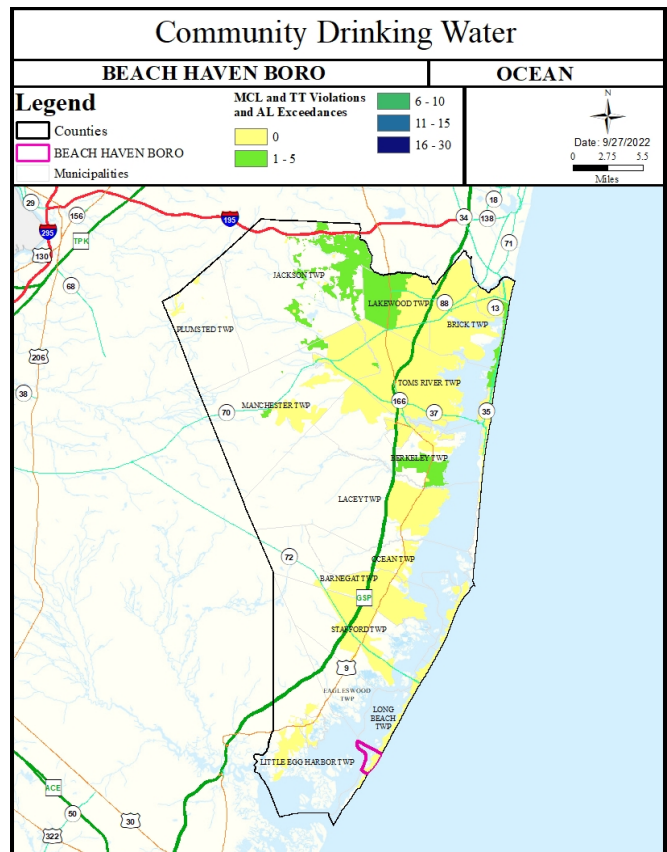 Community Drinking Water
BEACH HAVEN BORO
OCEAN
Legend
Counties
BEACH HAVEN BORO
Municipalities
MCL and TT Violations
and AL Exceedances
0
1 - 5
6 - 10
11 - 15
16 - 30
N
Date: 9/27/2022
0 2.75 5.5
Miles
29
156
295
TPK
130
68
195
34
18
138
71
JACKSON TWP
LAKEWOOD TWP
88
13
BRICK TWP
PLUMSTED TWP
206
38
TOMS RIVER TWP
70
MANCHESTER TWP
166
37
35
BERKELEY TWP
LACEY TWP
72
OCEAN TWP
BARNEGAT TWP
GSP
STAFFORD TWP
9
EAGLESWOOD
TWP
LONG
BEACH
TWP
LITTLE EGG HARBOR TWP
ACE
50
30
322